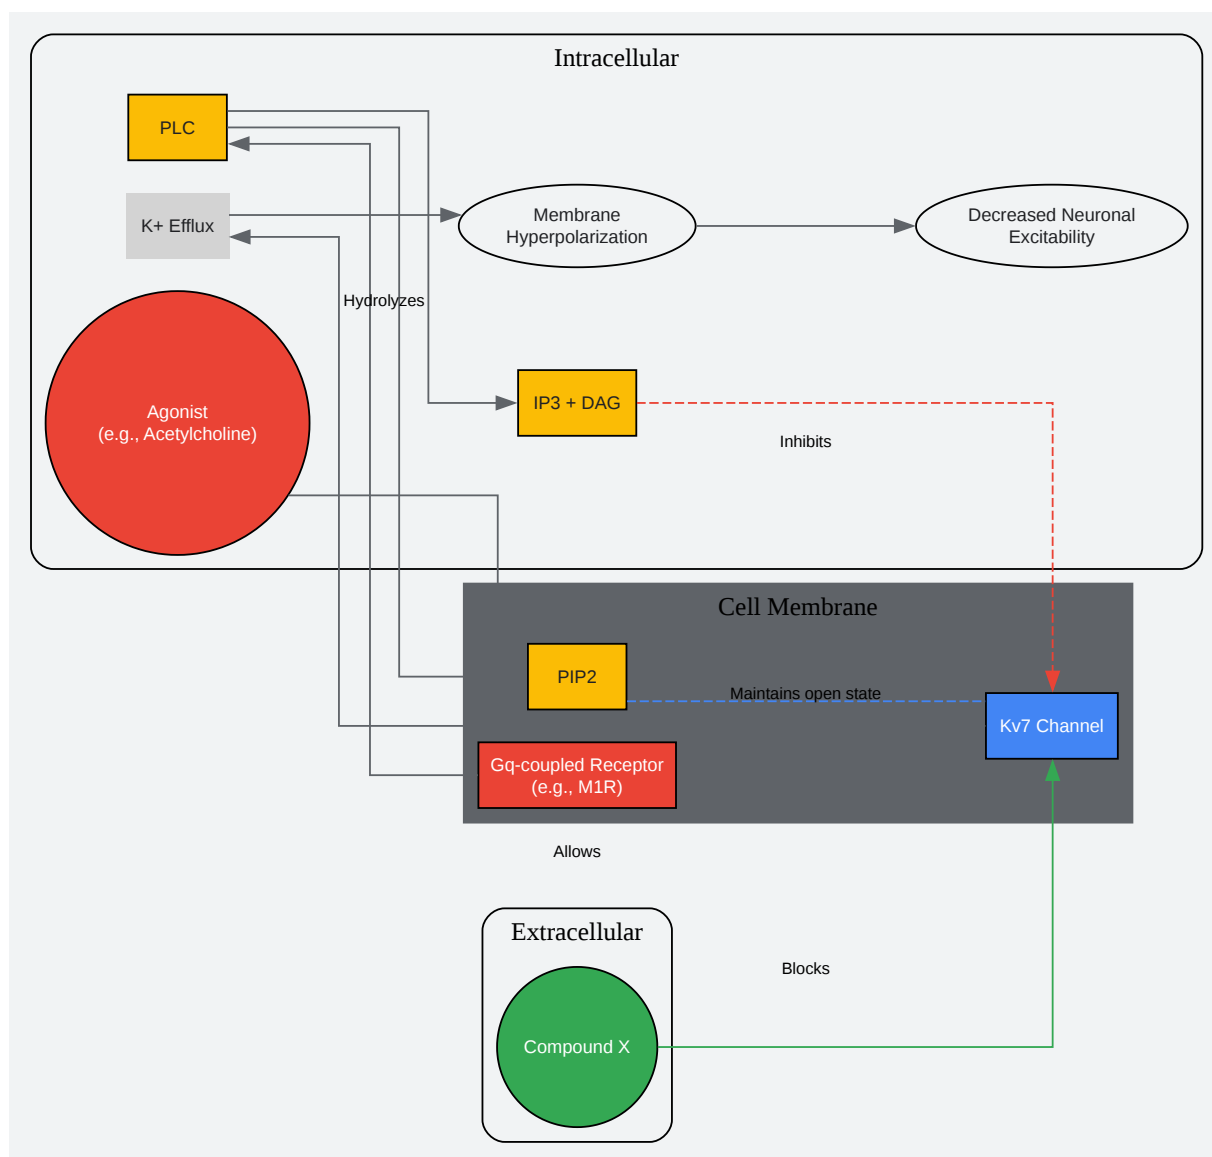 Intracellular
PLC
K+ Efflux
Membrane
Hyperpolarization
Decreased Neuronal
Excitability
Hydrolyzes
Agonist
(e.g., Acetylcholine)
IP3 + DAG
Inhibits
Cell Membrane
PIP2
Maintains open state
Kv7 Channel
Gq-coupled Receptor
(e.g., M1R)
Allows
Extracellular
Blocks
Compound X